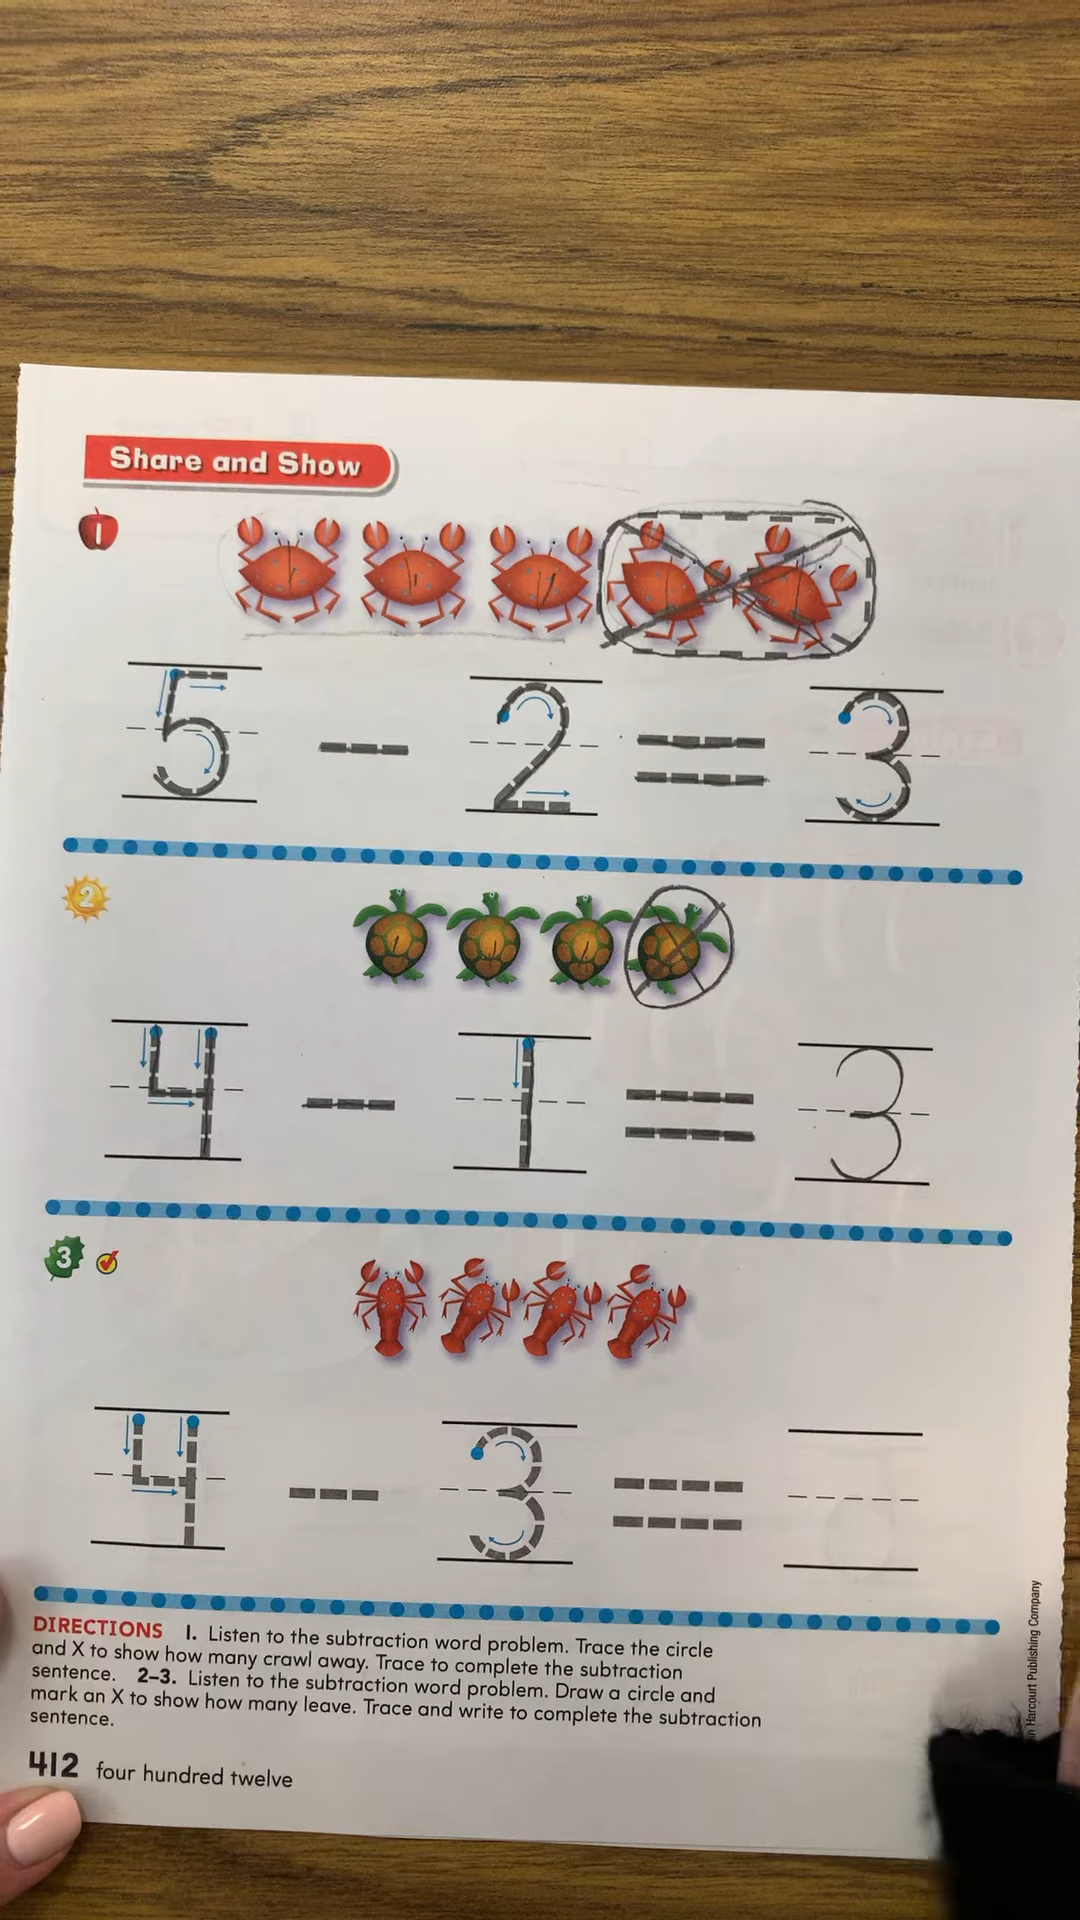 Share and Show
1
5 - 2 = 3
2
4 - 1 = 3
3
4 - 3 =
DIRECTIONS 1. Listen to the subtraction word problem. Trace the circle
and X to show how many crawl away. Trace to complete the subtraction
sentence. 2–3. Listen to the subtraction word problem. Draw a circle and
mark an X to show how many leave. Trace and write to complete the subtraction
sentence.
412 four hundred twelve
Harcourt Publishing Company